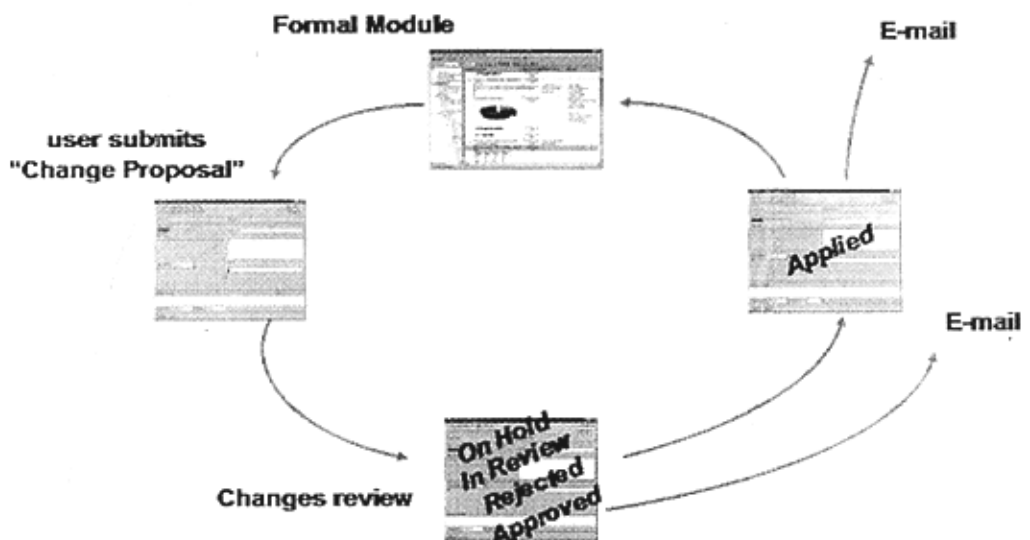 Formal Module
E-mail
user submits
"Change Proposal"
Applied
E-mail
On Hold
In Review
Rejected
Approved
Changes review